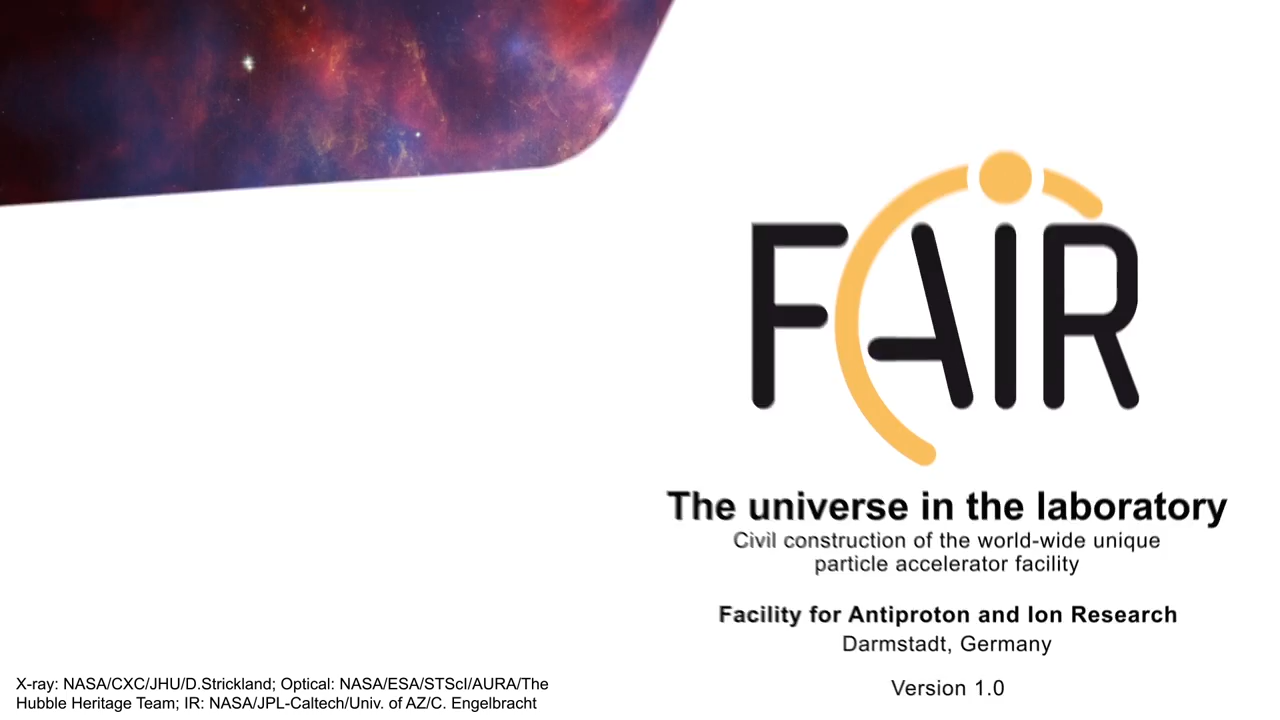 FAIR
The universe in the laboratory
Civil construction of the world-wide unique
particle accelerator facility
Facility for Antiproton and Ion Research
Darmstadt, Germany
Version 1.0
X-ray: NASA/CXC/JHU/D.Strickland; Optical: NASA/ESA/STScI/AURA/The
Hubble Heritage Team; IR: NASA/JPL-Caltech/Univ. of AZ/C. Engelbracht